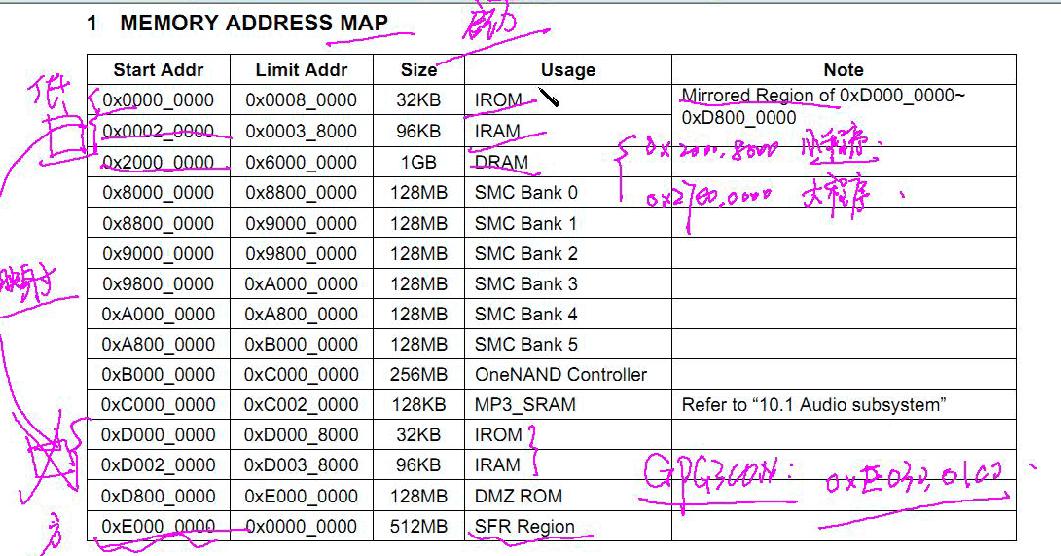 1 MEMORY ADDRESS MAP
启动
Start Addr Limit Addr Size Usage Note
0x0000_0000 0x0008_0000 32KB IROM Mirrored Region of 0xD000_0000~
0xD800_0000
0x0002_0000 0x0003_8000 96KB IRAM
0x2000_0000 0x6000_0000 1GB DRAM
0x2000,8000 小程序
0x2760,0000 大程序
0x8000_0000 0x8800_0000 128MB SMC Bank 0
0x8800_0000 0x9000_0000 128MB SMC Bank 1
0x9000_0000 0x9800_0000 128MB SMC Bank 2
0x9800_0000 0xA000_0000 128MB SMC Bank 3
0xA000_0000 0xA800_0000 128MB SMC Bank 4
0xA800_0000 0xB000_0000 128MB SMC Bank 5
0xB000_0000 0xC000_0000 256MB OneNAND Controller
0xC000_0000 0xC002_0000 128KB MP3_SRAM Refer to “10.1 Audio subsystem”
0xD000_0000 0xD000_8000 32KB IROM
0xD002_0000 0xD003_8000 96KB IRAM
0xD800_0000 0xE000_0000 128MB DMZ ROM
0xE000_0000 0x0000_0000 512MB SFR Region
低
映射
GPG3CON: